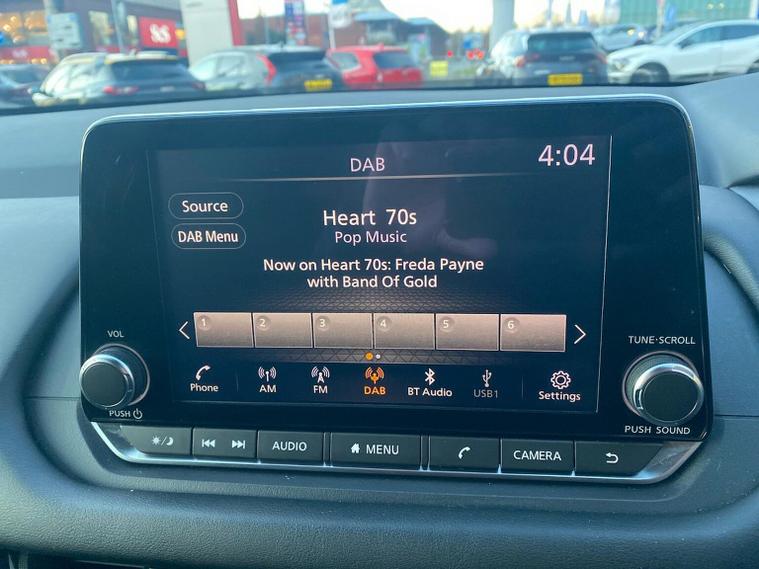 DAB
4:04
Source
DAB Menu
Heart 70s
Pop Music
Now on Heart 70s: Freda Payne
with Band Of Gold
1 2 3 4 5 6
Phone
AM
FM
DAB
BT Audio
USB1
Settings
VOL
PUSH
TUNE·SCROLL
PUSH SOUND
AUDIO
MENU
CAMERA